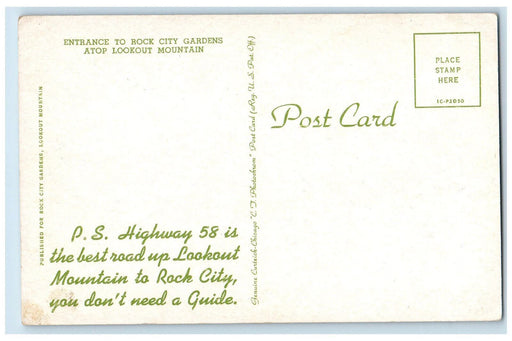 ENTRANCE TO ROCK CITY GARDENS
ATOP LOOKOUT MOUNTAIN
PUBLISHED FOR ROCK CITY GARDENS, LOOKOUT MOUNTAIN
P. S. Highway 58 is
the best road up Lookout
Mountain to Rock City,
you don't need a Guide.
Genuine Curteich-Chicago "C. T. Photochrom" Post Card (Reg. U. S. Pat. Off.)
Post Card
PLACE
STAMP
HERE
1C-P2050